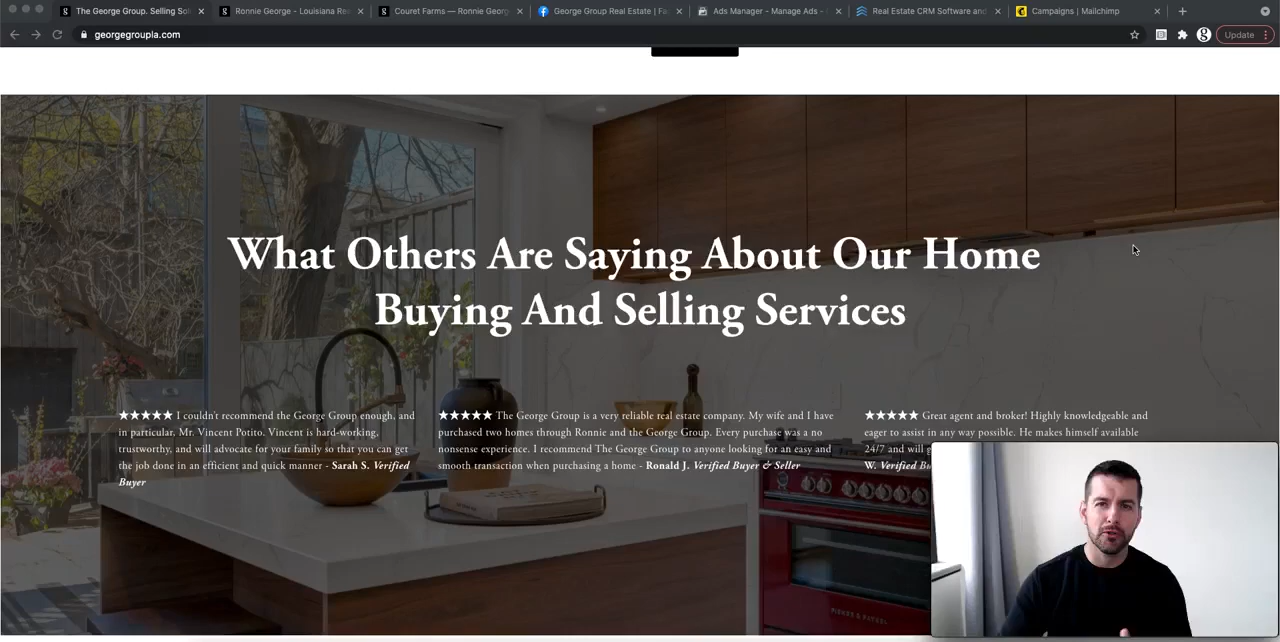 The George Group. Selling Sol
Ronnie George - Louisiana Re
Couret Farms — Ronnie Georg
George Group Real Estate | Fa
Ads Manager - Manage Ads -
Real Estate CRM Software and
Campaigns | Mailchimp
georgegroupla.com
Update
What Others Are Saying About Our Home
Buying And Selling Services
★★★★★ I couldn't recommend the George Group enough, and
in particular, Mr. Vincent Potito. Vincent is hard-working,
trustworthy, and will advocate for your family so that you can get
the job done in an efficient and quick manner - Sarah S. Verified
Buyer
★★★★★ The George Group is a very reliable real estate company. My wife and I have
purchased two homes through Ronnie and the George Group. Every purchase was a no
nonsense experience. I recommend The George Group to anyone looking for an easy and
smooth transaction when purchasing a home - Ronald J. Verified Buyer & Seller
★★★★★ Great agent and broker! Highly knowledgeable and
eager to assist in any way possible. He makes himself available
24/7 and will g
W. Verified Bu